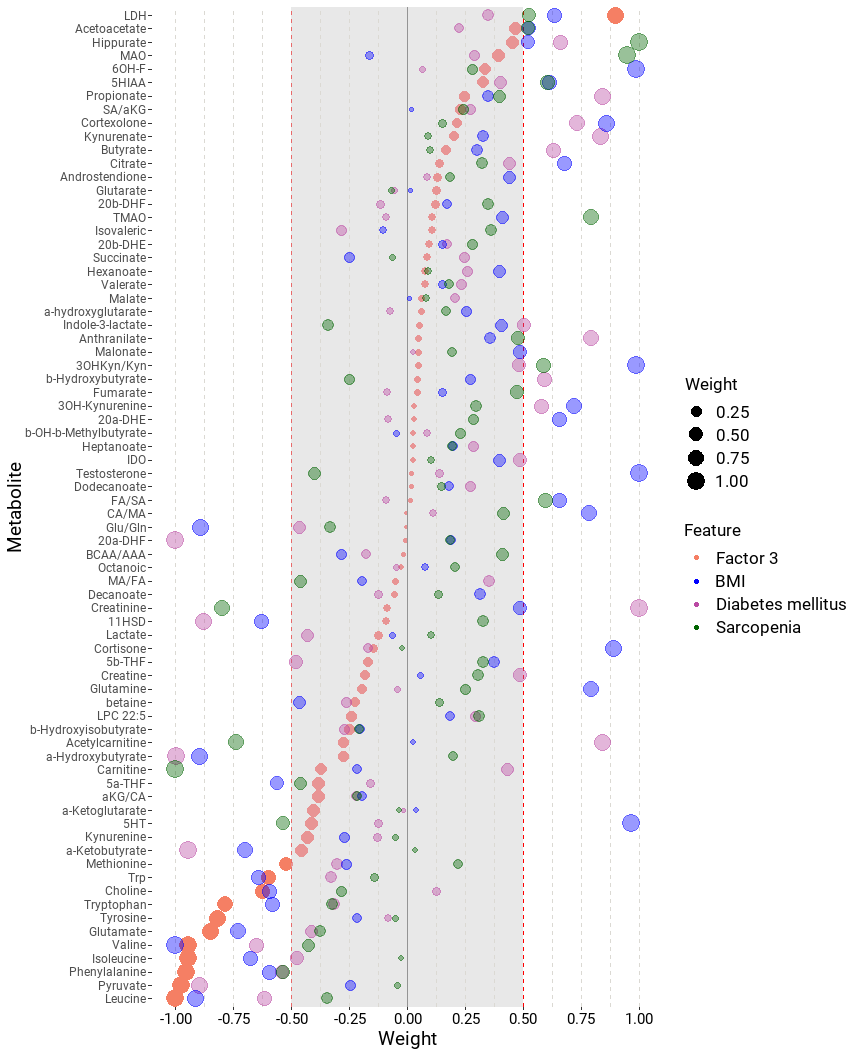 LDH
Acetoacetate
Hippurate
MAO
6OH-F
5HIAA
Propionate
SA/aKG
Cortexolone
Kynurenate
Butyrate
Citrate
Androstendione
Glutarate
20b-DHF
TMAO
Isovaleric
20b-DHE
Succinate
Hexanoate
Valerate
Malate
a-hydroxyglutarate
Indole-3-lactate
Anthranilate
Malonate
3OHKyn/Kyn
b-Hydroxybutyrate
Fumarate
3OH-Kynurenine
20a-DHE
b-OH-b-Methylbutyrate
Heptanoate
IDO
Testosterone
Dodecanoate
FA/SA
CA/MA
Glu/Gln
20a-DHF
BCAA/AAA
Octanoic
MA/FA
Decanoate
Creatinine
11HSD
Lactate
Cortisone
5b-THF
Creatine
Glutamine
betaine
LPC 22:5
b-Hydroxyisobutyrate
Acetylcarnitine
a-Hydroxybutyrate
Carnitine
5a-THF
aKG/CA
a-Ketoglutarate
5HT
Kynurenine
a-Ketobutyrate
Methionine
Trp
Choline
Tryptophan
Tyrosine
Glutamate
Valine
Isoleucine
Phenylalanine
Pyruvate
Leucine
Metabolite
-1.00 -0.75 -0.50 -0.25 0.00 0.25 0.50 0.75 1.00
Weight
Weight
0.25
0.50
0.75
1.00
Feature
Factor 3
BMI
Diabetes mellitus
Sarcopenia